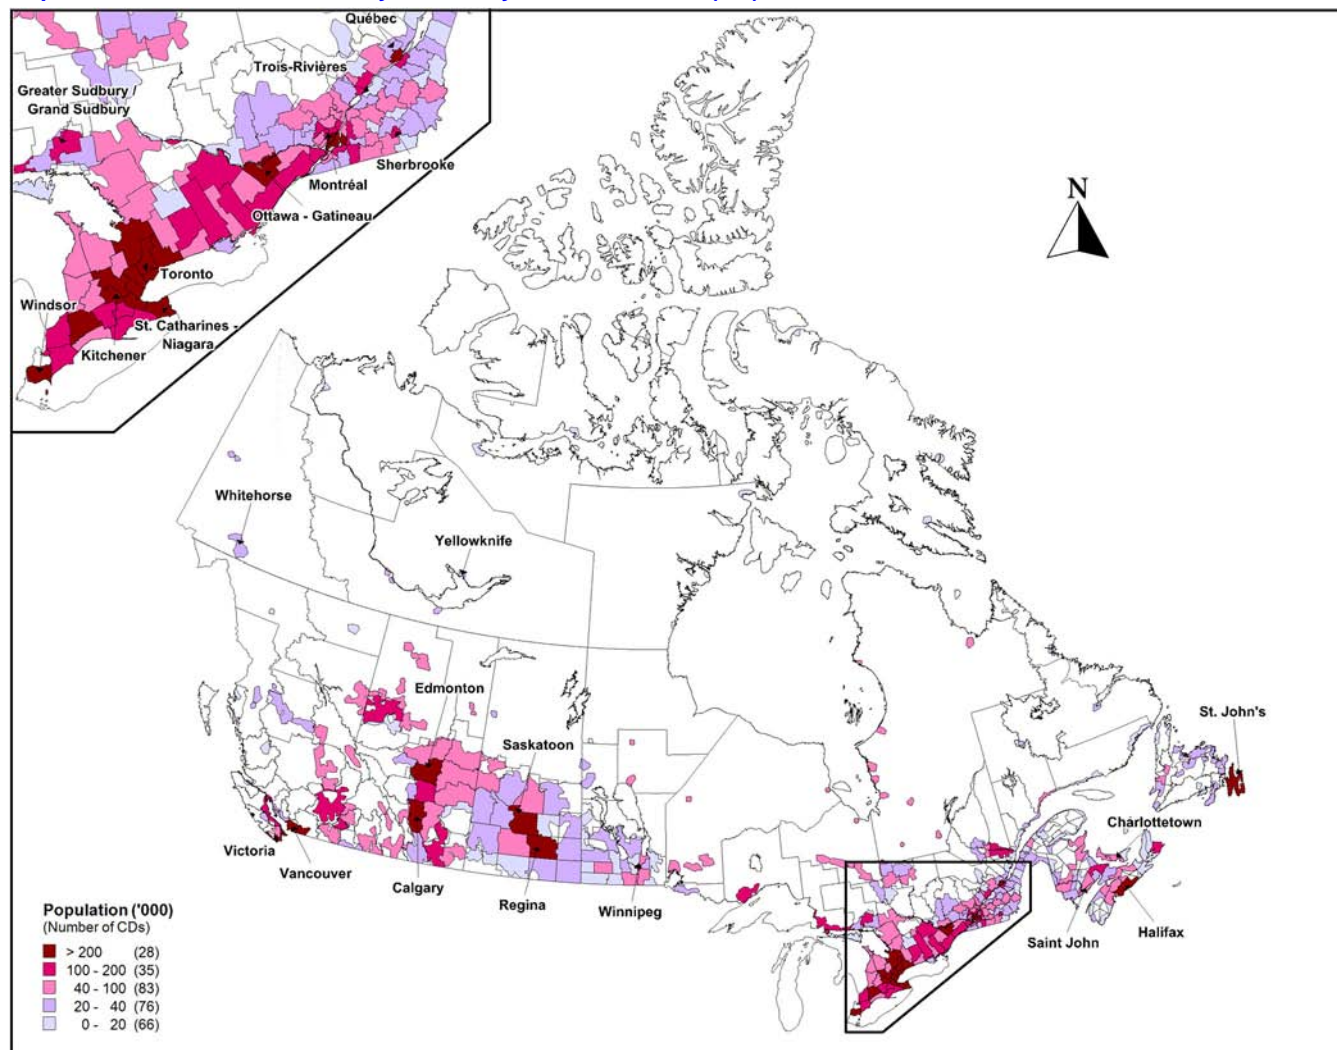 Québec
Trois-Rivières
Greater Sudbury /
Grand Sudbury
Sherbrooke
Montréal
Ottawa - Gatineau
Toronto
Windsor
St. Catharines -
Niagara
Kitchener
N
Whitehorse
Yellowknife
Edmonton
Saskatoon
St. John's
Charlottetown
Victoria
Vancouver
Calgary
Regina
Winnipeg
Saint John
Halifax
Population ('000)
(Number of CDs)
> 200 (28)
100 - 200 (35)
40 - 100 (83)
20 - 40 (76)
0 - 20 (66)